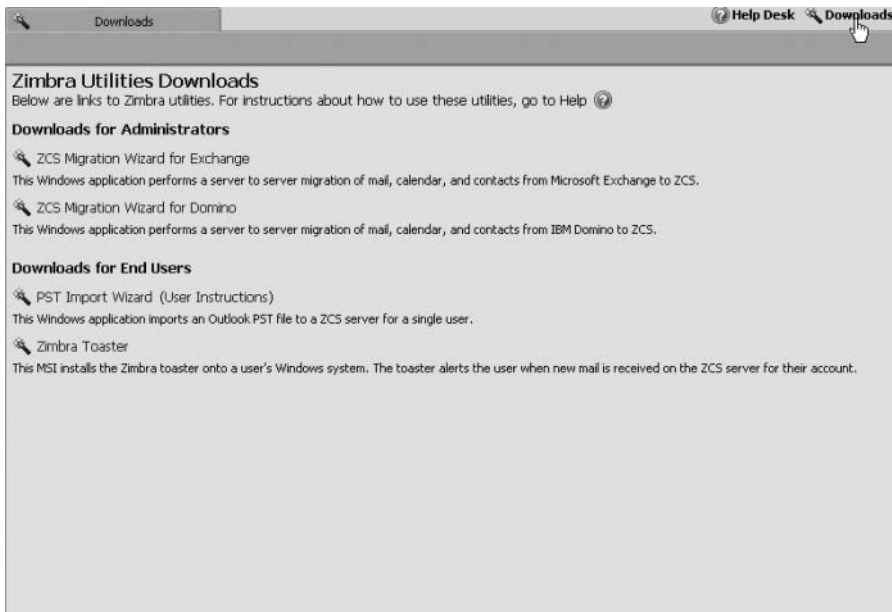 Downloads
Help Desk Downloads
Zimbra Utilities Downloads
Below are links to Zimbra utilities. For instructions about how to use these utilities, go to Help
Downloads for Administrators
ZCS Migration Wizard for Exchange
This Windows application performs a server to server migration of mail, calendar, and contacts from Microsoft Exchange to ZCS.
ZCS Migration Wizard for Domino
This Windows application performs a server to server migration of mail, calendar, and contacts from IBM Domino to ZCS.
Downloads for End Users
PST Import Wizard (User Instructions)
This Windows application imports an Outlook PST file to a ZCS server for a single user.
Zimbra Toaster
This MSI installs the Zimbra toaster onto a user's Windows system. The toaster alerts the user when new mail is received on the ZCS server for their account.